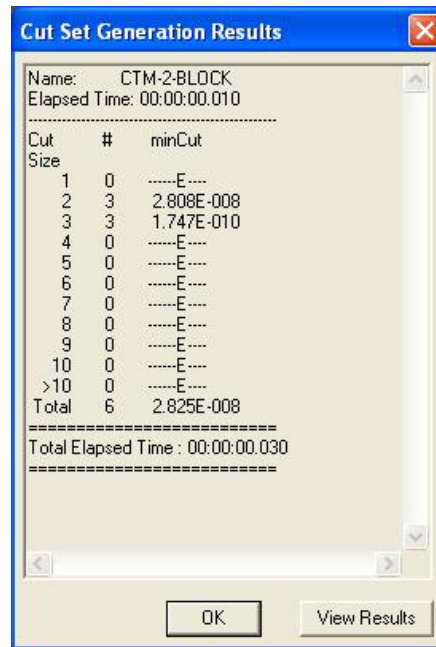 Cut Set Generation Results
Name: CTM-2-BLOCK
Elapsed Time: 00:00:00.010
------------------------------------------------
Cut # minCut
Size
1 0 ------E----
2 3 2.808E-008
3 3 1.747E-010
4 0 ------E----
5 0 ------E----
6 0 ------E----
7 0 ------E----
8 0 ------E----
9 0 ------E----
10 0 ------E----
>10 0 ------E----
Total 6 2.825E-008
===========================
Total Elapsed Time : 00:00:00.030
===========================
OK
View Results